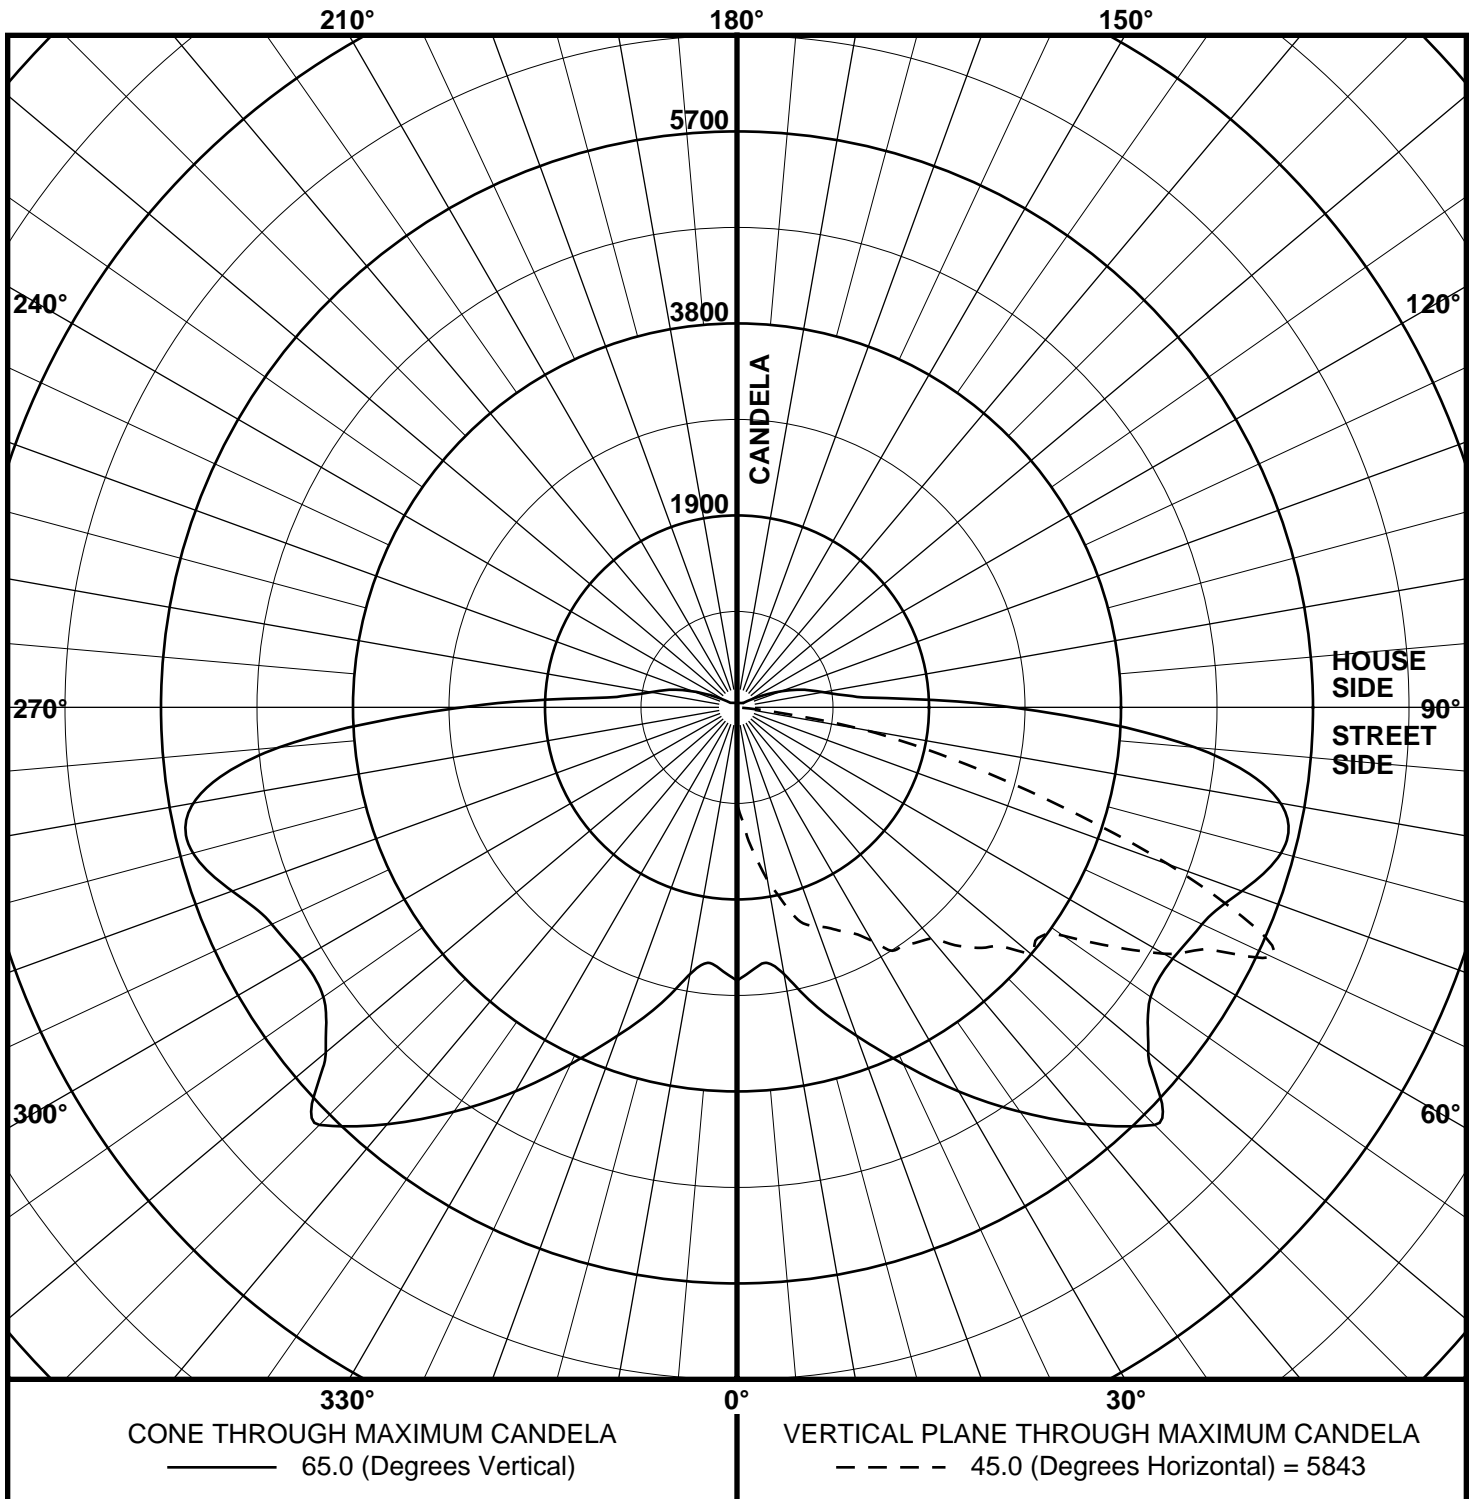 210°
180°
150°
5700
240°
120°
3800
CANDELA
1900
HOUSE
SIDE
270°
90°
STREET
SIDE
300°
60°
330°
0°
30°
CONE THROUGH MAXIMUM CANDELA
65.0 (Degrees Vertical)
VERTICAL PLANE THROUGH MAXIMUM CANDELA
45.0 (Degrees Horizontal) = 5843